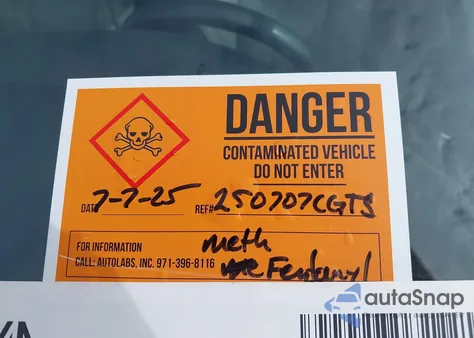 DANGER
CONTAMINATED VEHICLE
DO NOT ENTER
DATE 7-7-25 REF# 250707CGTS
FOR INFORMATION
CALL: AUTOLABS, INC. 971-396-8116
meth
Fentanyl
autaSnap